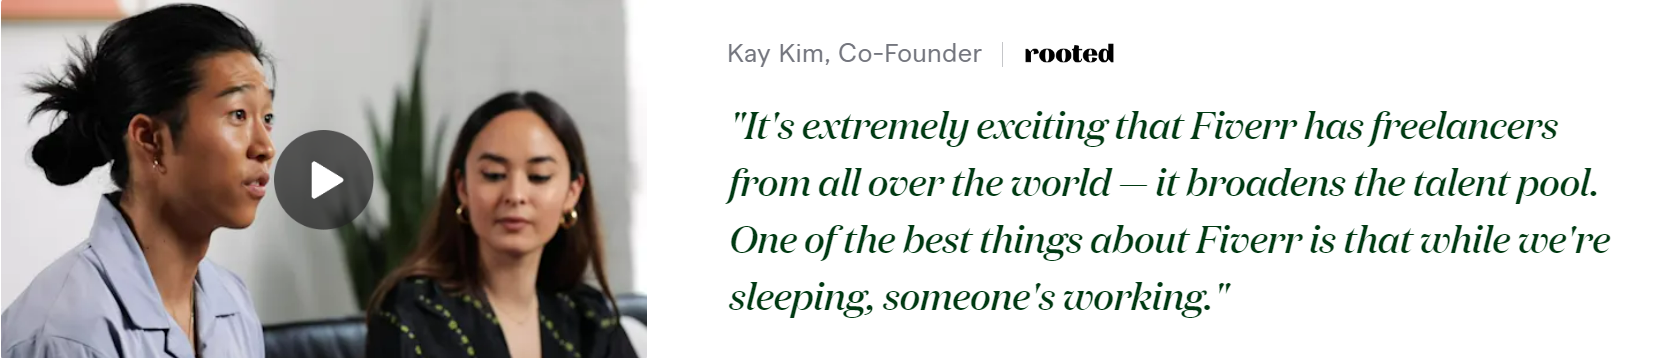 Kay Kim, Co-Founder | rooted
"It's extremely exciting that Fiverr has freelancers
from all over the world — it broadens the talent pool.
One of the best things about Fiverr is that while we're
sleeping, someone's working."